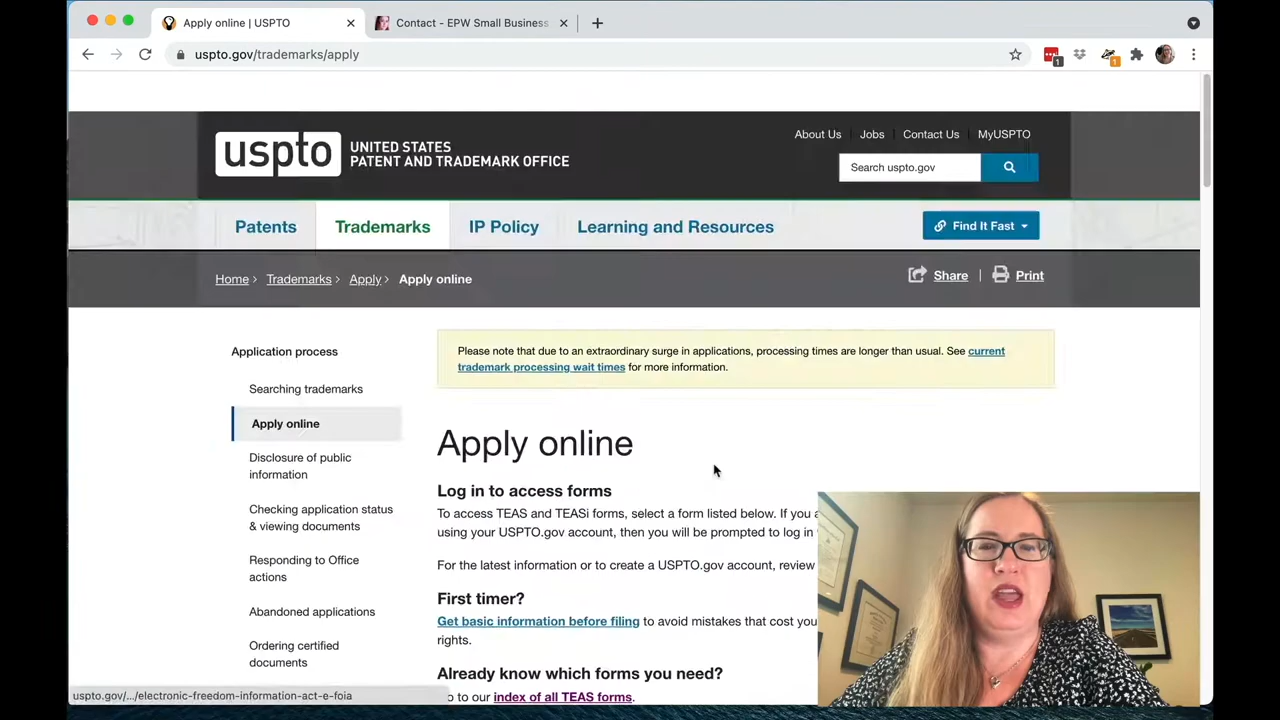 Apply online | USPTO
Contact - EPW Small Business
uspto.gov/trademarks/apply
1
1
uspto
UNITED STATES
PATENT AND TRADEMARK OFFICE
About Us
Jobs
Contact Us
MyUSPTO
Search uspto.gov
Patents
Trademarks
IP Policy
Learning and Resources
Find It Fast
Home
Trademarks
Apply
Apply online
Share
Print
Application process
Searching trademarks
Apply online
Disclosure of public
information
Checking application status
& viewing documents
Responding to Office
actions
Abandoned applications
Ordering certified
documents
Please note that due to an extraordinary surge in applications, processing times are longer than usual. See current
trademark processing wait times for more information.
Apply online
Log in to access forms
To access TEAS and TEASi forms, select a form listed below. If you a
using your USPTO.gov account, then you will be prompted to log in
For the latest information or to create a USPTO.gov account, review
First timer?
Get basic information before filing to avoid mistakes that cost you
rights.
Already know which forms you need?
o to our index of all TEAS forms.
uspto.gov/.../electronic-freedom-information-act-e-foia